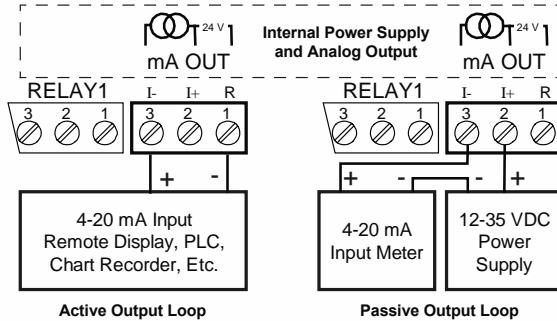 24 V
Internal Power Supply
and Analog Output
24 V
mA OUT
mA OUT
RELAY1
I- I+ R
RELAY1
I- I+ R
3 2 1
3 2 1
3 2 1
3 2 1
+ -
+ - - +
4-20 mA Input
Remote Display, PLC,
Chart Recorder, Etc.
4-20 mA
Input Meter
12-35 VDC
Power
Supply
Active Output Loop
Passive Output Loop